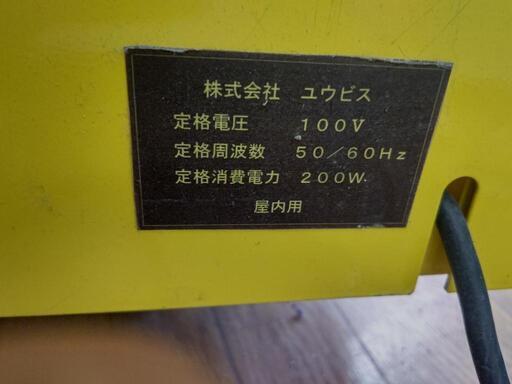 株式会社 ユウビス
定格電圧 100V
定格周波数 50/60Hz
定格消費電力 200W
屋内用